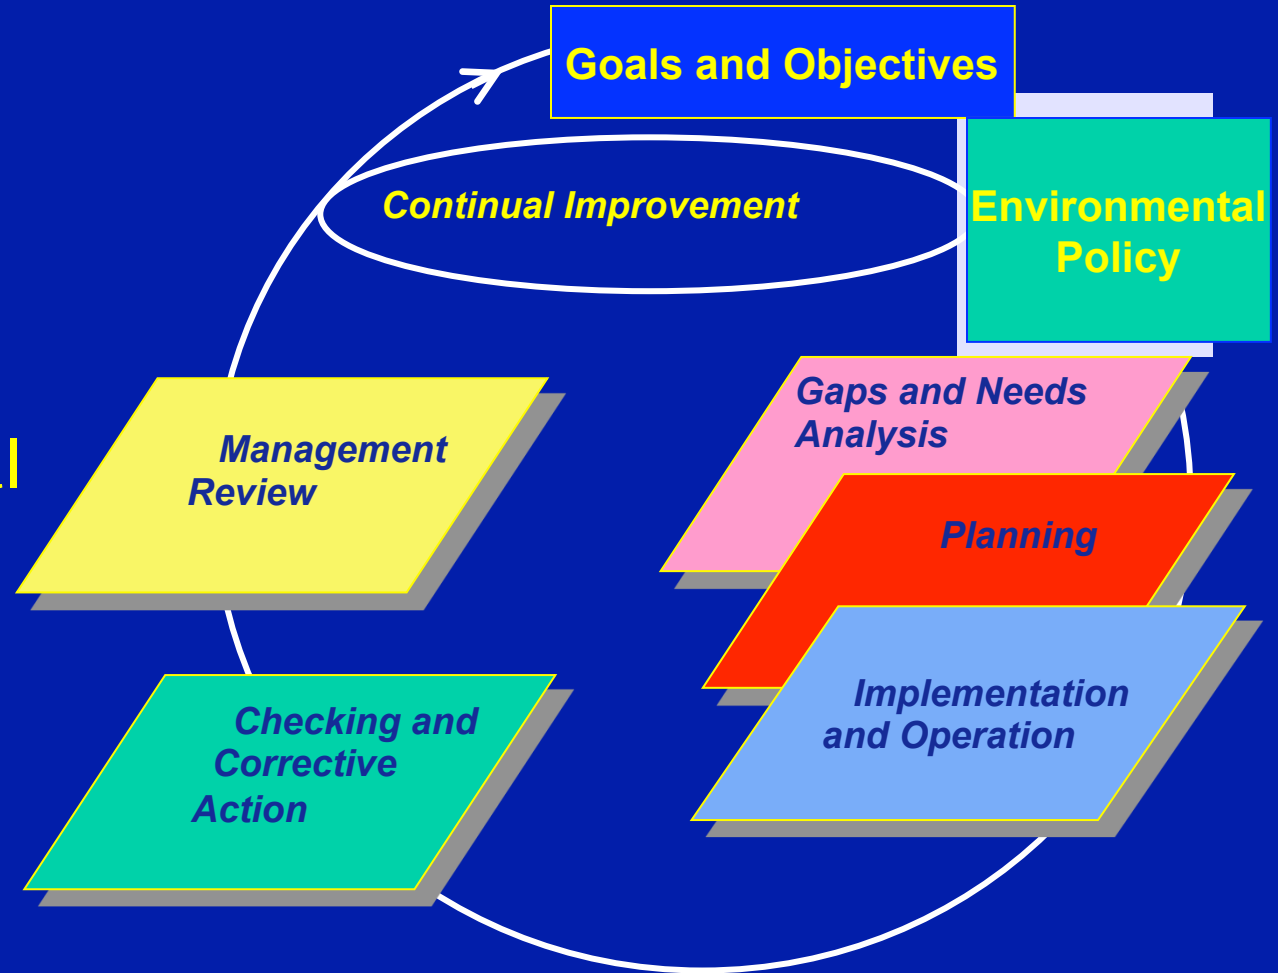 Goals and Objectives
Continual Improvement
Environmental
Policy
Gaps and Needs
Analysis
Management
Review
Planning
Implementation
and Operation
Checking and
Corrective
Action